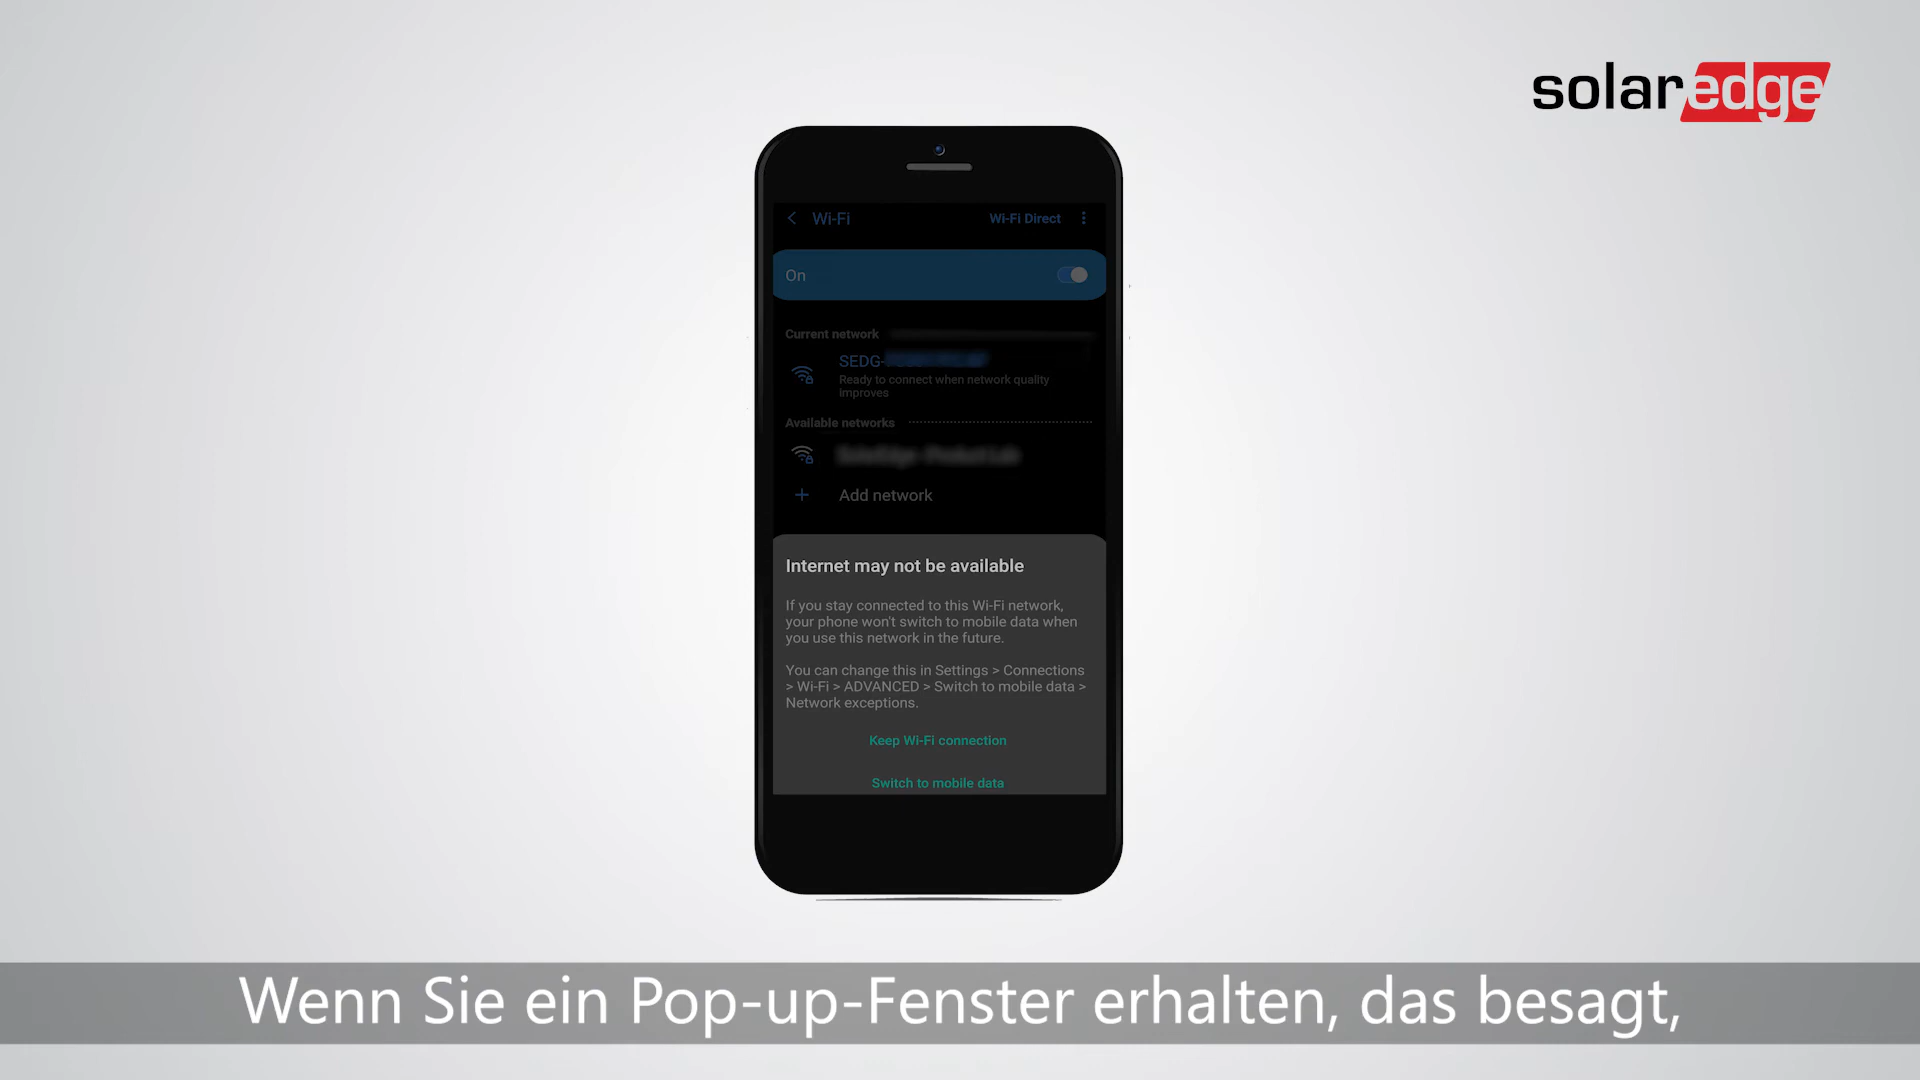 solaredge
Wi-Fi
Wi-Fi Direct
On
Current network
SEDG-
Ready to connect when network quality
improves
Available networks
Add network
Internet may not be available
If you stay connected to this Wi-Fi network,
your phone won't switch to mobile data when
you use this network in the future.
You can change this in Settings > Connections
> Wi-Fi > ADVANCED > Switch to mobile data >
Network exceptions.
Keep Wi-Fi connection
Switch to mobile data
Wenn Sie ein Pop-up-Fenster erhalten, das besagt,